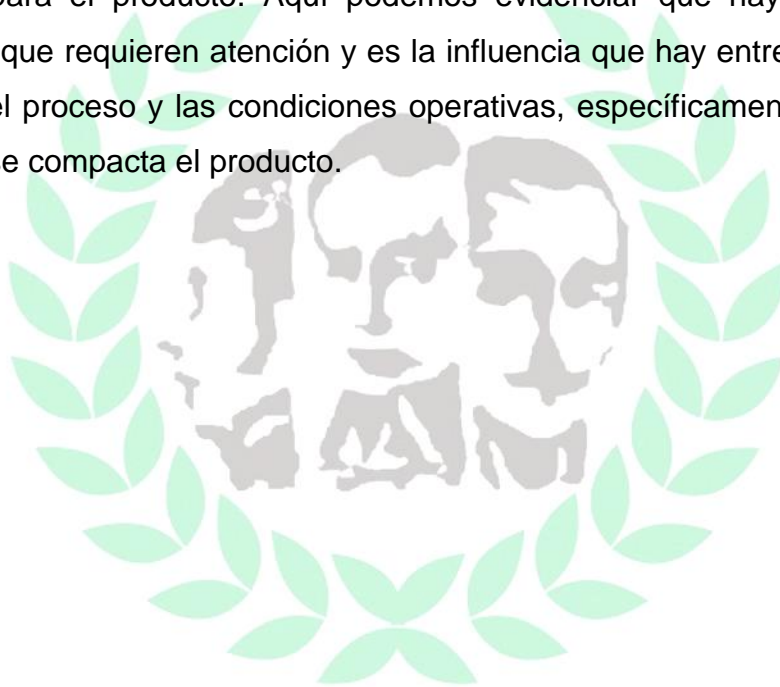 para el producto. Aquí podemos evidenciar que hay
que requieren atención y es la influencia que hay entre
el proceso y las condiciones operativas, específicamen
se compacta el producto.